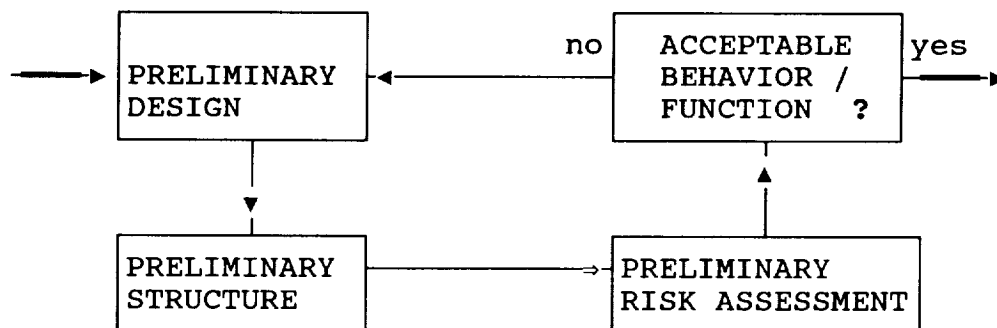 PRELIMINARY
DESIGN
no
ACCEPTABLE
BEHAVIOR /
FUNCTION ?
yes
PRELIMINARY
STRUCTURE
PRELIMINARY
RISK ASSESSMENT